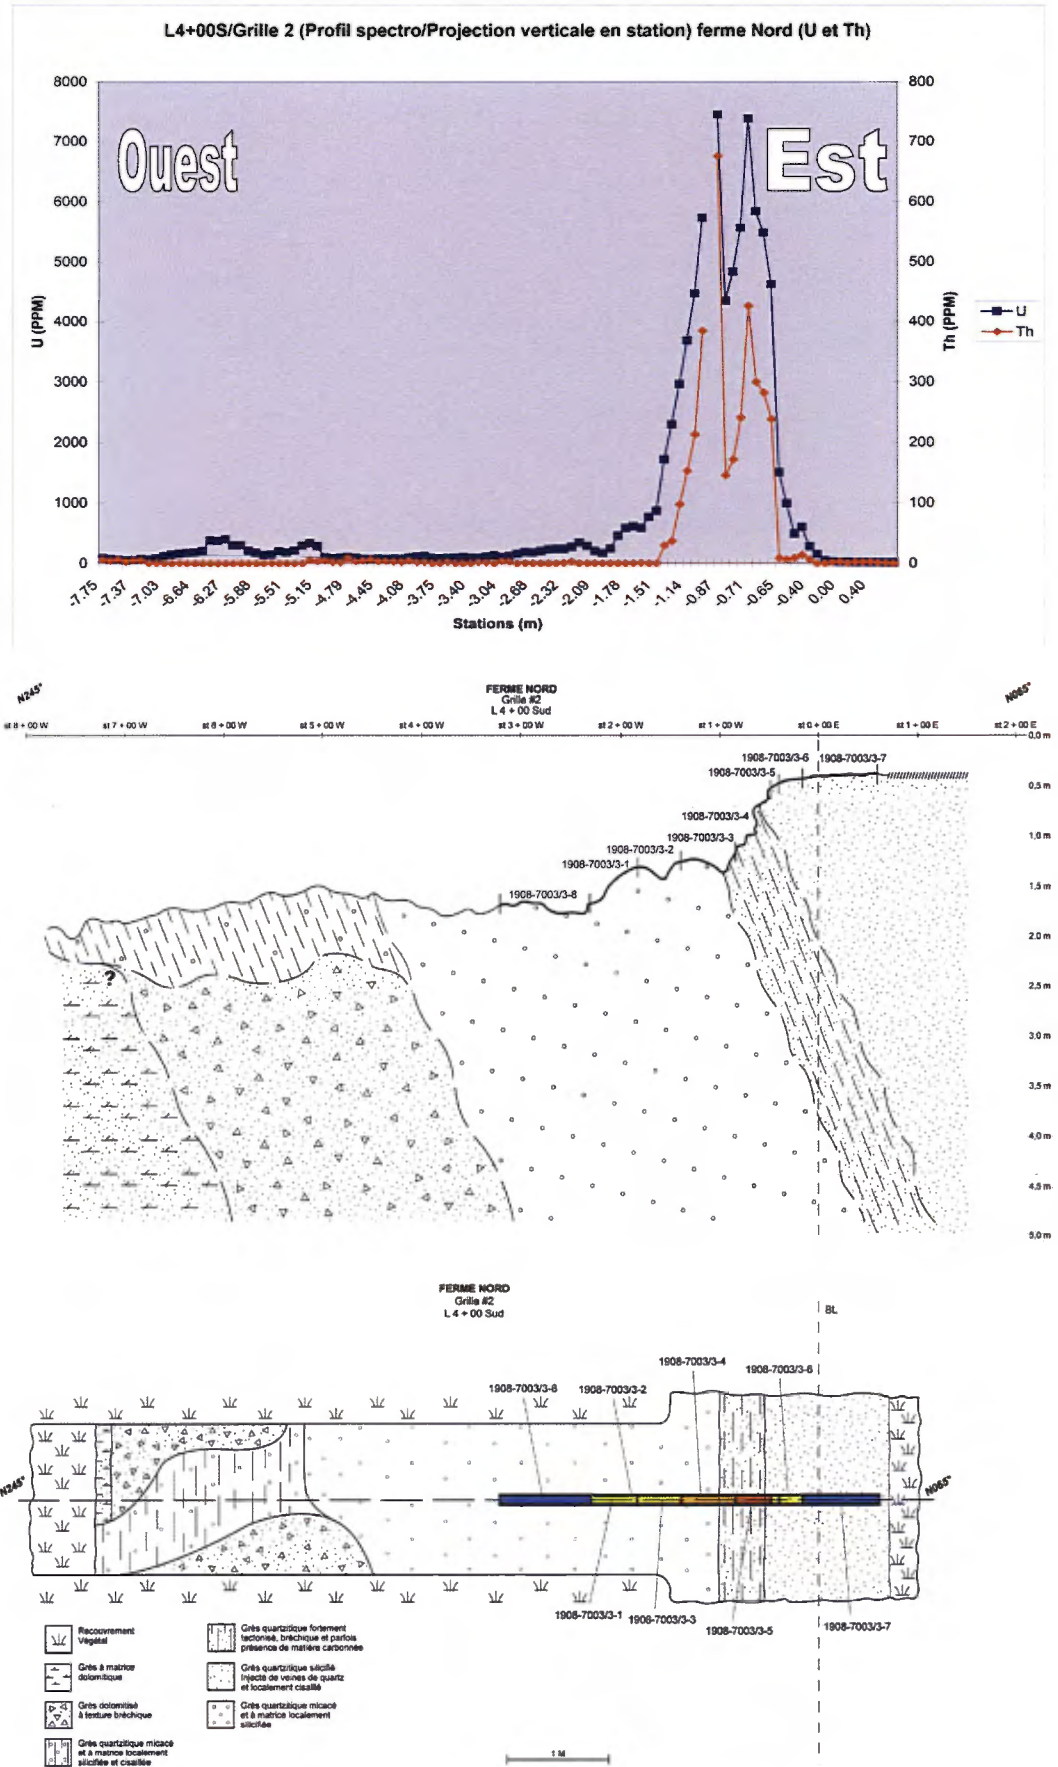 L4+00S/Grille 2 (Profil spectro/Projection verticale en station) ferme Nord (U et Th)
8000
7000
6000
5000
4000
3000
2000
1000
0
U (PPM)
Ouest
Est
800
700
600
500
400
300
200
100
0
Th (PPM)
U
Th
-7.75
-7.37
-7.03
-6.64
-6.27
-5.88
-5.51
-5.15
-4.79
-4.45
-4.08
-3.75
-3.40
-3.04
-2.68
-2.32
-2.09
-1.78
-1.51
-1.14
-0.87
-0.71
-0.65
-0.40
0.00
0.40
Stations (m)
N245°
FERME NORD
Grille #2
L 4 + 00 Sud
N065°
st 8 + 00 W
st 7 + 00 W
st 6 + 00 W
st 5 + 00 W
st 4 + 00 W
st 3 + 00 W
st 2 + 00 W
st 1 + 00 W
st 0 + 00 E
st 1 + 00 E
st 2 + 00 E
0,0 m
1908-7003/3-6
1908-7003/3-7
1908-7003/3-5
0,5 m
1908-7003/3-4
1,0 m
1908-7003/3-3
1908-7003/3-2
1908-7003/3-1
1908-7003/3-8
1,5 m
2,0 m
?
2,5 m
3,0 m
3,5 m
4,0 m
4,5 m
5,0 m
FERME NORD
Grille #2
L 4 + 00 Sud
BL
1908-7003/3-4
1908-7003/3-6
1908-7003/3-8
1908-7003/3-2
N245°
N065°
1908-7003/3-1
1908-7003/3-3
1908-7003/3-5
1908-7003/3-7
Recouvrement
Végétal
Grès à matrice
dolomitique
Grès dolomitisé
à texture bréchique
Grès quartzitique micacé
et à matrice localement
silicifiée et cisaillée
Grès quartzitique fortement
tectonisé, bréchique et parfois
présence de matière carbonnée
Grès quartzitique silicifié
injecté de veines de quartz
et localement cisaillé
Grès quartzitique micacé
et à matrice localement
silicifiée
1 M